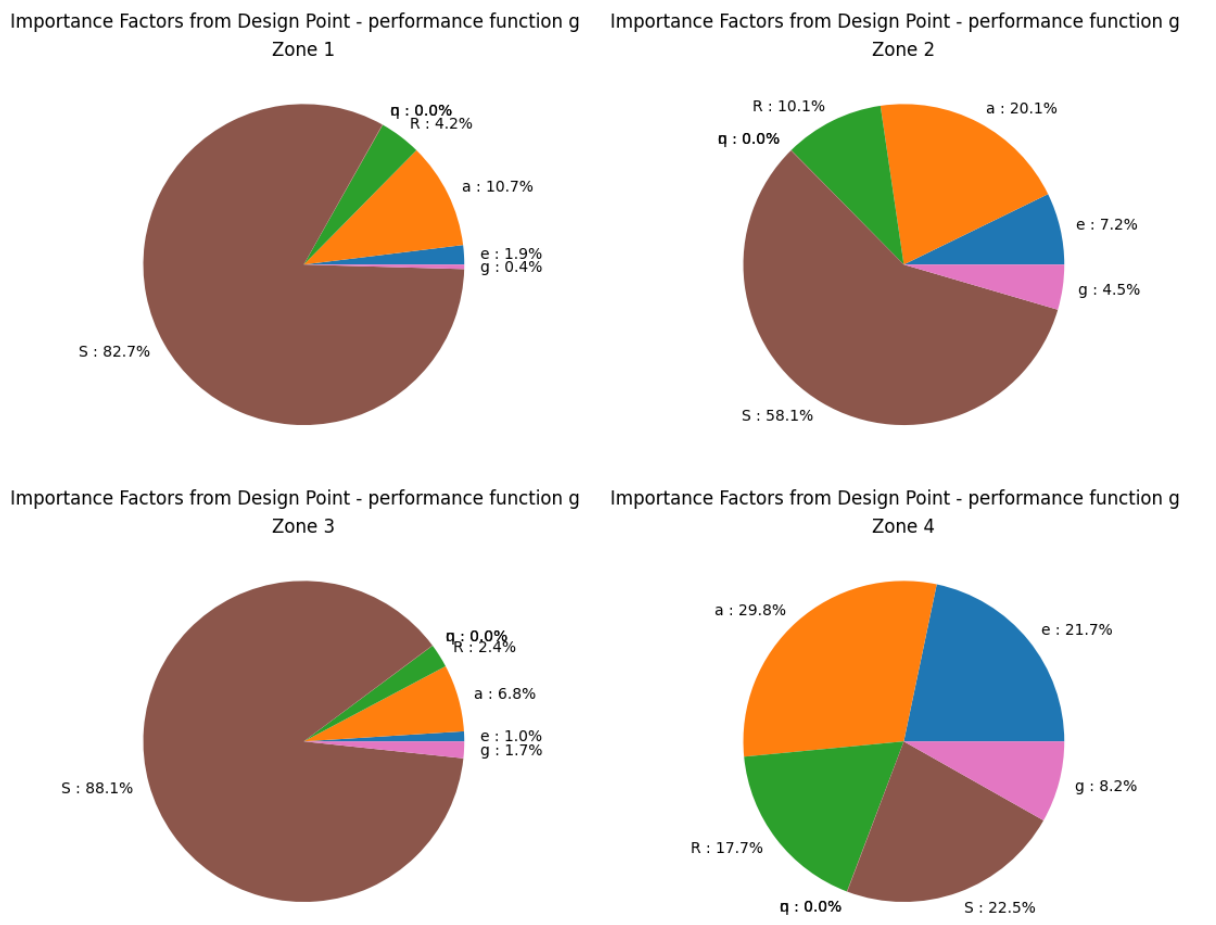 Importance Factors from Design Point - performance function g
Zone 1
q : 0.0%
R : 4.2%
a : 10.7%
e : 1.9%
g : 0.4%
S : 82.7%
Importance Factors from Design Point - performance function g
Zone 2
R : 10.1%
a : 20.1%
q : 0.0%
e : 7.2%
g : 4.5%
S : 58.1%
Importance Factors from Design Point - performance function g
Zone 3
: 0.0%
R : 2.4%
a : 6.8%
e : 1.0%
g : 1.7%
S : 88.1%
Importance Factors from Design Point - performance function g
Zone 4
a : 29.8%
e : 21.7%
g : 8.2%
R : 17.7%
: 0.0%
S : 22.5%